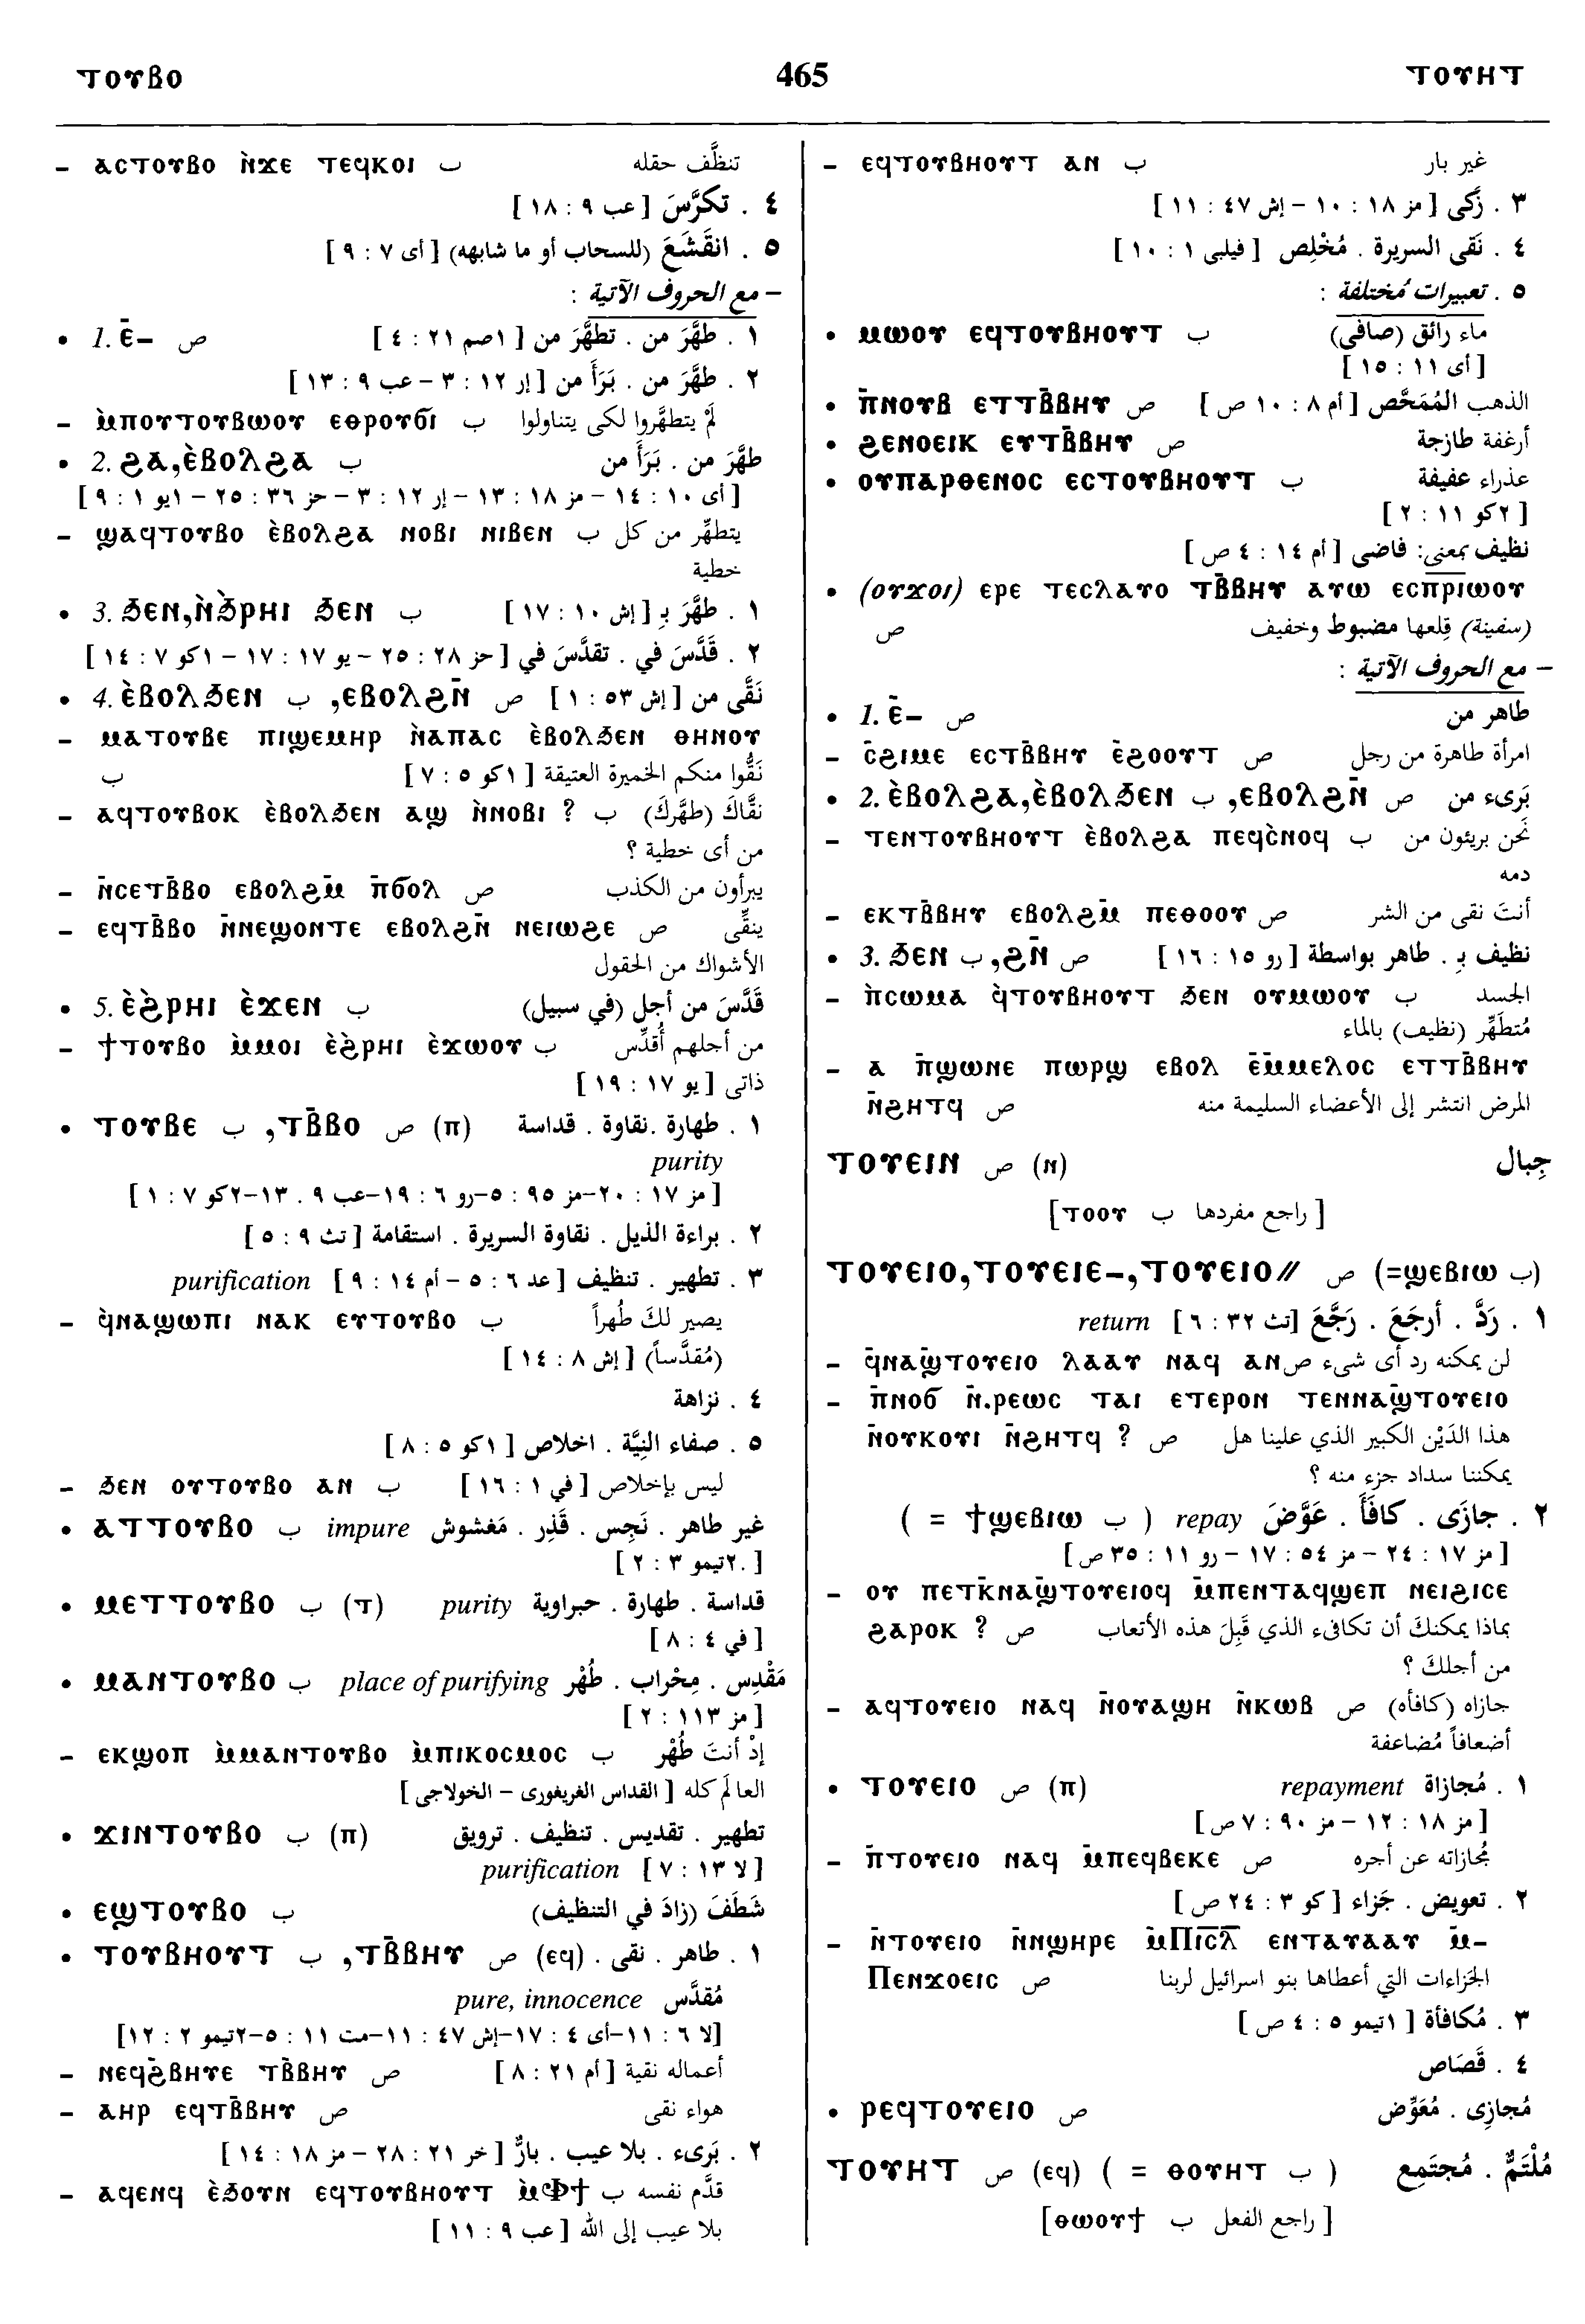 ⲧⲟⲩⲃⲟ 465 ⲧⲟⲩⲏⲧ
– ⲁⲥⲧⲟⲩⲃⲟ ⲛ̀ϫⲉ ⲧⲉϥⲕⲟⲓ ب تنظَّف حقله
٤ . تكرَّسَ [ عب ٩ : ١٨ ]
٥ . انقَشَعَ (للسحاب أو ما شابهه) [ أى ٧ : ٩ ]
– مع الحروف الآتية :
• 1. ⲉ̄– ص ١ . طهَّرَ من . تطهَّرَ من [ ١صم ٢١ : ٤ ]
٢ . طهَّرَ من . بَرَأَ من [ إر ١٢ : ٣ – عب ٩ : ١٣ ]
– ⲙ̀ⲡⲟⲩⲧⲟⲩⲃⲱⲟⲩ ⲉⲑⲣⲟⲩϭⲓ ب لَمْ يتطهَّروا لكى يتناولوا
• 2. ϩⲁ,ⲉ̀ⲃⲟⲗϩⲁ ب طهَّرَ من . بَرَأَ من
[ أى ١٠ : ١٤ – مز ١٨ : ١٣ – إر ١٢ : ٣ – حز ٣٦ : ٢٥ – ١يو ١ : ٩ ]
– ϣⲁϥⲧⲟⲩⲃⲟ ⲉ̀ⲃⲟⲗϩⲁ ⲛⲟⲃⲓ ⲛⲓⲃⲉⲛ ب يتطهِّر من كل
خطية
• 3. ϧⲉⲛ,ⲛ̀ϧ̀ⲣⲏⲓ ϧⲉⲛ ب ١ . طهَّرَ بِـ [ إش ١٠ : ١٧ ]
٢ . قَدَّسَ في . تقدَّسَ في [ حز ٢٨ : ٢٥ – يو ١٧ : ١٧ – ١كو ٧ : ١٤ ]
• 4. ⲉ̀ⲃⲟⲗϧⲉⲛ ب ,ⲉⲃⲟⲗϩⲛ̄ ص نَقَّى من [ إش ٥٣ : ١ ]
– ⲙⲁⲧⲟⲩⲃⲉ ⲡⲓϣⲉⲙⲏⲣ ⲛ̀ⲁⲡⲁⲥ ⲉ̀ⲃⲟⲗϧⲉⲛ ⲑⲏⲛⲟⲩ
ب نَقُّوا منكم الخميرة العتيقة [ ١كو ٥ : ٧ ]
– ⲁϥⲧⲟⲩⲃⲟⲕ ⲉ̀ⲃⲟⲗϧⲉⲛ ⲁϣ ⲛ̀ⲛⲟⲃⲓ ? ب نقَّاكَ (طهَّركَ)
من أى خطية ؟
– ⲛ̄ⲥⲉⲧⲃ̄ⲃⲟ ⲉⲃⲟⲗϩⲙ̄ ⲡ̄ϭⲟⲗ ص يبرأون من الكذب
– ⲉϥⲧⲃ̄ⲃⲟ ⲛ̄ⲛⲉϣⲟⲛⲧⲉ ⲉⲃⲟⲗϩⲛ̄ ⲛⲉⲓⲱϩⲉ ص ينقِّى
الأشواك من الحقول
• 5. ⲉ̀ϩ̀ⲣⲏⲓ ⲉ̀ϫⲉⲛ ب قَدَّسَ من أجل (في سبيل)
– ϯⲧⲟⲩⲃⲟ ⲙ̀ⲙⲟⲓ ⲉ̀ϩ̀ⲣⲏⲓ ⲉ̀ϫⲱⲟⲩ ب من أجلهم أُقدِّس
ذاتى [ يو ١٧ : ١٩ ]
• ⲧⲟⲩⲃⲉ ب ,ⲧⲃ̄ⲃⲟ ص (ⲡ) ١ . طهارة .نقاوة . قداسة
purity
[ مز ١٧ : ٢٠–مز ٩٥ : ٥–رو ٦ : ١٩–عب ٩ . ١٣–٢كو ٧ : ١ ]
٢ . براءة الذيل . نقاوة السريرة . استقامة [ تث ٩ : ٥ ]
٣ . تطهير . تنظيف [ عد ٦ : ٥ – أم ١٤ : ٩ ] purification
– ϥ̀ⲛⲁϣⲱⲡⲓ ⲛⲁⲕ ⲉⲩⲧⲟⲩⲃⲟ ب يصير لكَ طُهراً
(مُقدَّساً) [ إش ٨ : ١٤ ]
٤ . نزاهة
٥ . صفاء النِيَّة . اخلاص [ ١كو ٥ : ٨ ]
– ϧⲉⲛ ⲟⲩⲧⲟⲩⲃⲟ ⲁⲛ ب ليس بإخلاص [ في ١ : ١٦ ]
• ⲁⲧⲧⲟⲩⲃⲟ ب impure غير طاهر . نَجِس . قَذِر . مَغشوش
[ .٢تيمو ٣ : ٢ ]
• ⲙⲉⲧⲧⲟⲩⲃⲟ ب (ⲧ) purity قداسة . طهارة . حبراوية
[ في ٤ : ٨ ]
• ⲙⲁⲛⲧⲟⲩⲃⲟ ب place of purifying مَقْدِس . مِحْراب . طُهْر
[ مز ١١٣ : ٢ ]
– ⲉⲕϣⲟⲡ ⲙ̀ⲙⲁⲛⲧⲟⲩⲃⲟ ⲙ̀ⲡⲓⲕⲟⲥⲙⲟⲥ ب إذْ أنتَ طُهْر
العالَم كله [ القداس الغريغورى – الخولاجى ]
• ϫⲓⲛⲧⲟⲩⲃⲟ ب (ⲡ) تطهير . تقديس . تنظيف . ترويق
purification [ لا ١٣ : ٧ ]
• ⲉϣⲧⲟⲩⲃⲟ ب شَطَفَ (زادَ في التنظيف)
• ⲧⲟⲩⲃⲏⲟⲩⲧ ب ,ⲧⲃ̄ⲃⲏⲩ ص (ⲉϥ) ١ . طاهر . نقى .
pure, innocence مُقدَّس
[لا ٦ : ١١–أى ٤ : ١٧–إش ٤٧ : ١١–مت ١١ : ٥–٢تيمو ٢ : ١٢]
– ⲛⲉϥϩ̄ⲃⲏⲩⲉ ⲧⲃ̄ⲃⲏⲩ ص أعماله نقية [ أم ٢١ : ٨ ]
– ⲁⲏⲣ ⲉϥⲧⲃ̄ⲃⲏⲩ ص هواء نقى
٢ . بَرىء . بلا عيب . بارٌّ [ خر ٢١ : ٢٨ – مز ١٨ : ١٤ ]
– ⲁϥⲉⲛϥ ⲉ̀ϧⲟⲩⲛ ⲉϥⲧⲟⲩⲃⲏⲟⲩⲧ ⲙ̀Ⲫϯ ب قدَّم نفسه
بلا عيب إلى الله [ عب ٩ : ١١ ]
– ⲉϥⲧⲟⲩⲃⲏⲟⲩⲧ ⲁⲛ ب غير بار
٣ . زَكَّى [ مز ١٨ : ١٠ – إش ٤٧ : ١١ ]
٤ . نَقى السريرة . مُخْلِص [ فيلبى ١ : ١٠ ]
٥ . تعبيرات مُختلفة :
• ⲙⲱⲟⲩ ⲉϥⲧⲟⲩⲃⲏⲟⲩⲧ ب ماء رائق (صافى)
[ أى ١١ : ١٥ ]
• ⲡ̄ⲛⲟⲩⲃ ⲉⲧⲧⲃ̄ⲃⲏⲩ ص الذهب المُمَحَّص [ أم ٨ : ١٠ ص ]
• ϩⲉⲛⲟⲉⲓⲕ ⲉⲩⲧⲃ̄ⲃⲏⲩ ص أرغفة طازجة
• ⲟⲩⲡⲁⲣⲑⲉⲛⲟⲥ ⲉⲥⲧⲟⲩⲃⲏⲟⲩⲧ ب عذراء عفيفة
[ ٢كو ١١ : ٢ ]
نظيف بمعنى: فاضى [ أم ١٤ : ٤ ص ]
• (ⲟⲩϫⲟⲓ) ⲉⲣⲉ ⲧⲉⲥⲗⲁⲩⲟ ⲧⲃ̄ⲃⲏⲩ ⲁⲩⲱ ⲉⲥⲡ̄ⲣ̄ⲓⲱⲟⲩ
ص (سفينة) قِلعها مضبوط وخفيف
– مع الحروف الآتية :
• 1. ⲉ̄– ص طاهر من
– ⲥ̄ϩⲓⲙⲉ ⲉⲥⲧⲃ̄ⲃⲏⲩ ⲉ̄ϩⲟⲟⲩⲧ ص امرأة طاهرة من رجل
• 2. ⲉ̀ⲃⲟⲗϩⲁ,ⲉ̀ⲃⲟⲗϧⲉⲛ ب ,ⲉⲃⲟⲗϩⲛ̄ ص بَرىء من
– ⲧⲉⲛⲧⲟⲩⲃⲏⲟⲩⲧ ⲉ̀ⲃⲟⲗϩⲁ ⲡⲉϥⲥ̀ⲛⲟϥ ب نَحن بريئون من
دمه
– ⲉⲕⲧⲃ̄ⲃⲏⲩ ⲉⲃⲟⲗϩⲙ̄ ⲡⲉⲑⲟⲟⲩ ص أنتَ نقى من الشر
• 3. ϧⲉⲛ ب ,ϩⲛ̄ ص نظيف بِـ . طاهر بواسطة [ رو ١٥ : ١٦ ]
– ⲡ̀ⲥⲱⲙⲁ ϥ̀ⲧⲟⲩⲃⲏⲟⲩⲧ ϧⲉⲛ ⲟⲩⲙⲱⲟⲩ ب الجسد
مُتطهِّر (نظيف) بالماء
– ⲁ ⲡ̄ϣⲱⲛⲉ ⲡⲱⲣϣ ⲉⲃⲟⲗ ⲉ̄ⲙ̄ⲙⲉⲗⲟⲥ ⲉⲧⲧⲃ̄ⲃⲏⲩ
ⲛ̄ϩⲏⲧϥ ص المرض انتشر إلى الأعضاء السليمة منه
ⲧⲟⲩⲉⲓⲛ ص (ⲛ) جِبال
[ راجع مفردها ب ⲧⲟⲟⲩ]
ⲧⲟⲩⲉⲓⲟ,ⲧⲟⲩⲉⲓⲉ–,ⲧⲟⲩⲉⲓⲟ// ص (=ϣⲉⲃⲓⲱ ب)
١ . رَدَّ . أرجَعَ . رَجَّعَ [تث ٣٢ : ٦ ] return
– ϥ̄ⲛⲁϣ̄ⲧⲟⲩⲉⲓⲟ ⲗⲁⲁⲩ ⲛⲁϥ ⲁⲛ ص لن يمكنه رد أى شىء
– ⲡ̄ⲛⲟϭ ⲛ̄.ⲣⲉⲱⲥ ⲧⲁⲓ ⲉⲧⲉⲣⲟⲛ ⲧⲉⲛⲛⲁϣ̄ⲧⲟⲩⲉⲓⲟ
ⲛ̄ⲟⲩⲕⲟⲩⲓ ⲛ̄ϩⲏⲧϥ ? ص هذا الدَيْن الكبير الذي علينا هل
يمكننا سداد جزء منه ؟
٢ . جازَى . كافَأَ . عَوَّضَ repay ( ب ϯϣⲉⲃⲓⲱ = )
[ مز ١٧ : ٢٤ – مز ٥٤ : ١٧ – رو ١١ : ٣٥ ص]
– ⲟⲩ ⲡⲉⲧⲕ̄ⲛⲁϣ̄ⲧⲟⲩⲉⲓⲟϥ ⲙ̄ⲡⲉⲛⲧⲁϥϣⲉⲡ ⲛⲉⲓϩⲓⲥⲉ
ϩⲁⲣⲟⲕ ? ص بماذا يمكنكَ أن تكافىء الذي قَبِلَ هذه الأتعاب
من أجلكَ ؟
– ⲁϥⲧⲟⲩⲉⲓⲟ ⲛⲁϥ ⲛ̄ⲟⲩⲁϣⲏ ⲛ̄ⲕⲱⲃ ص جازاه (كافأه)
أضعافاً مُضاعفة
• ⲧⲟⲩⲉⲓⲟ ص (ⲡ) ١ . مُجازاة repayment
[ مز ١٨ : ١٢ – مز ٩٠ : ٧ ص]
– ⲡ̄ⲧⲟⲩⲉⲓⲟ ⲛⲁϥ ⲙ̄ⲡⲉϥⲃⲉⲕⲉ ص مُجازاته عن أجره
٢ . تعويض . جَزاء [ كو ٣ : ٢٤ ص ]
– ⲛ̄ⲧⲟⲩⲉⲓⲟ ⲛ̄ⲛ̄ϣⲏⲣⲉ ⲙ̀Ⲡⲓⲥ̅ⲗ̅ ⲉⲛⲧⲁⲩⲁⲁⲩ ⲙ̄–
Ⲡⲉⲛϫⲟⲉⲓⲥ ص الجَزاءات التي أعطاها بنو اسرائيل لربنا
٣ . مُكافأة [ ١تيمو ٥ : ٤ ص ]
٤ . قَصَاص
• ⲣⲉϥⲧⲟⲩⲉⲓⲟ ص مُجازِى . مُعَوِّض
ⲧⲟⲩⲏⲧ ص (ⲉϥ) ( = ⲑⲟⲩⲏⲧ ب ) مُلْتَمٌّ . مُجتَمِع
[ راجع الفعل ب ⲑⲱⲟⲩϯ]